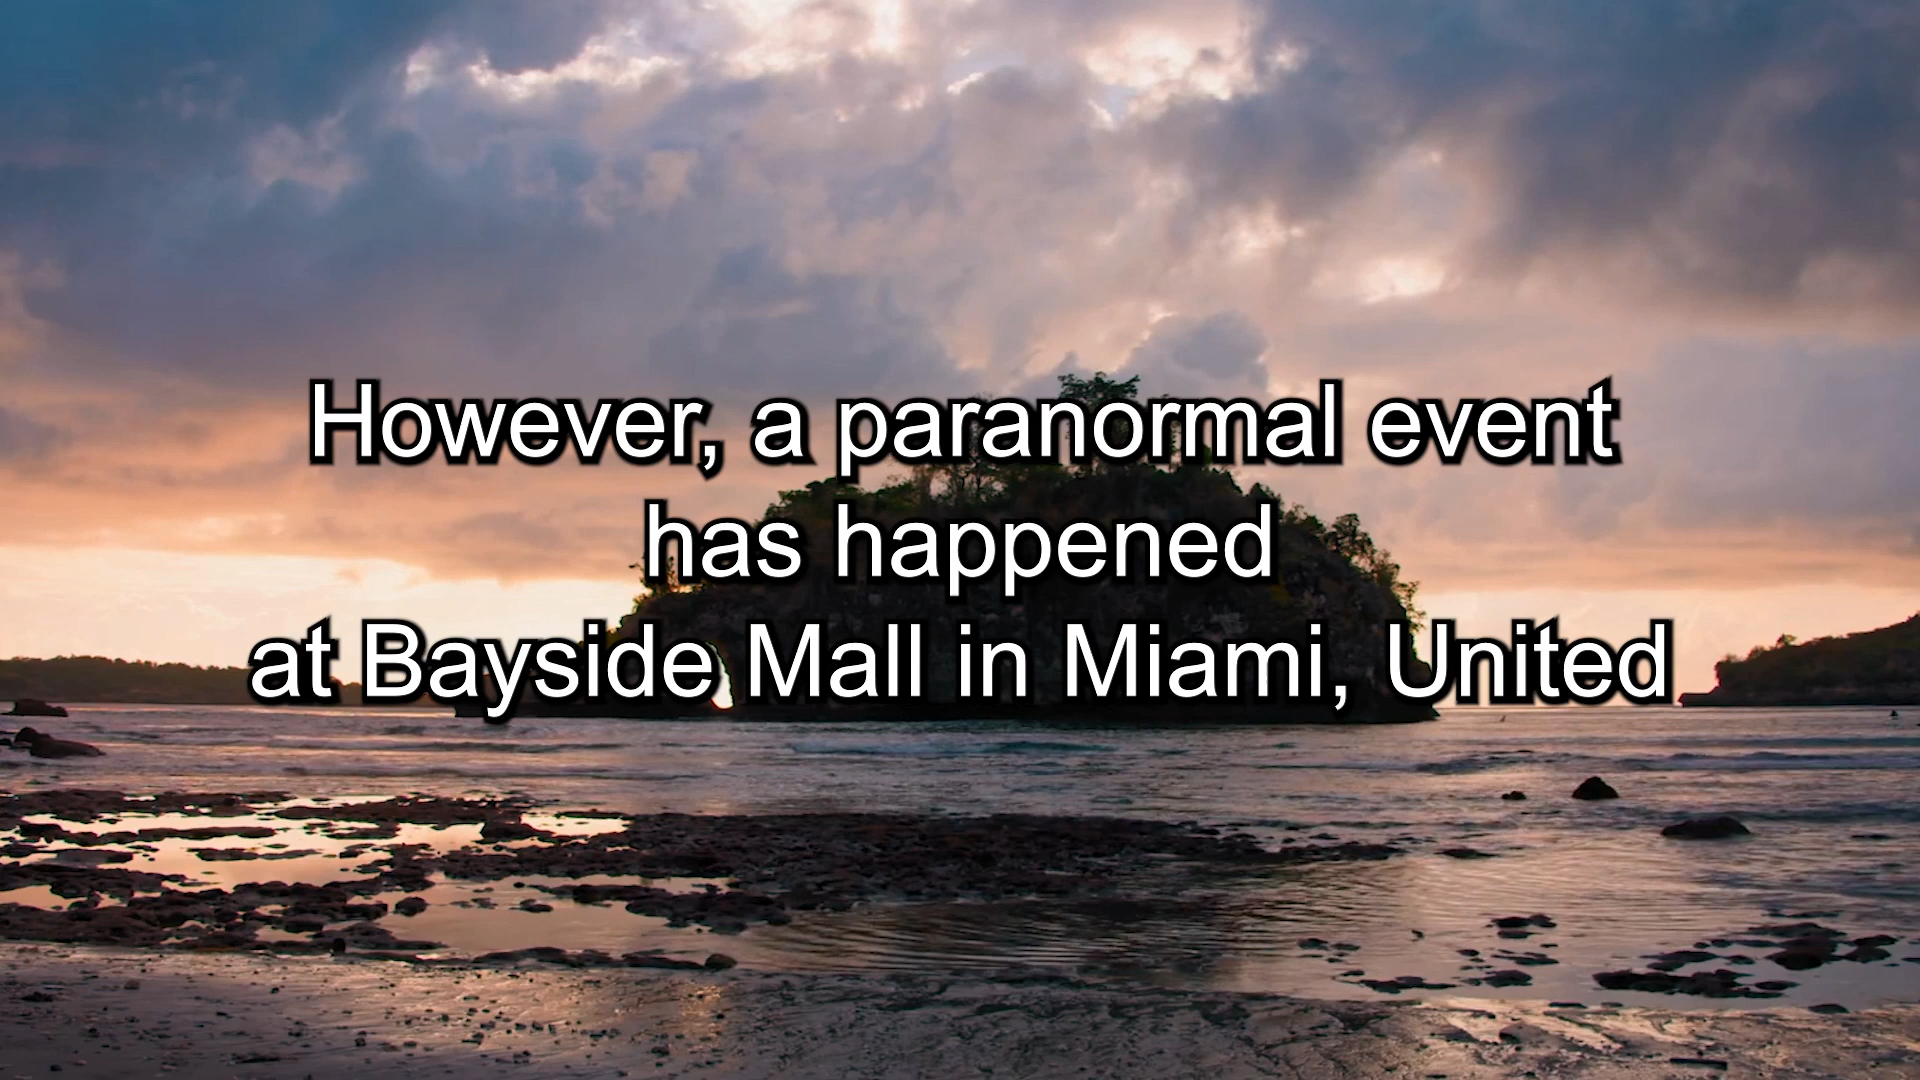 However, a paranormal event
has happened
at Bayside Mall in Miami, United